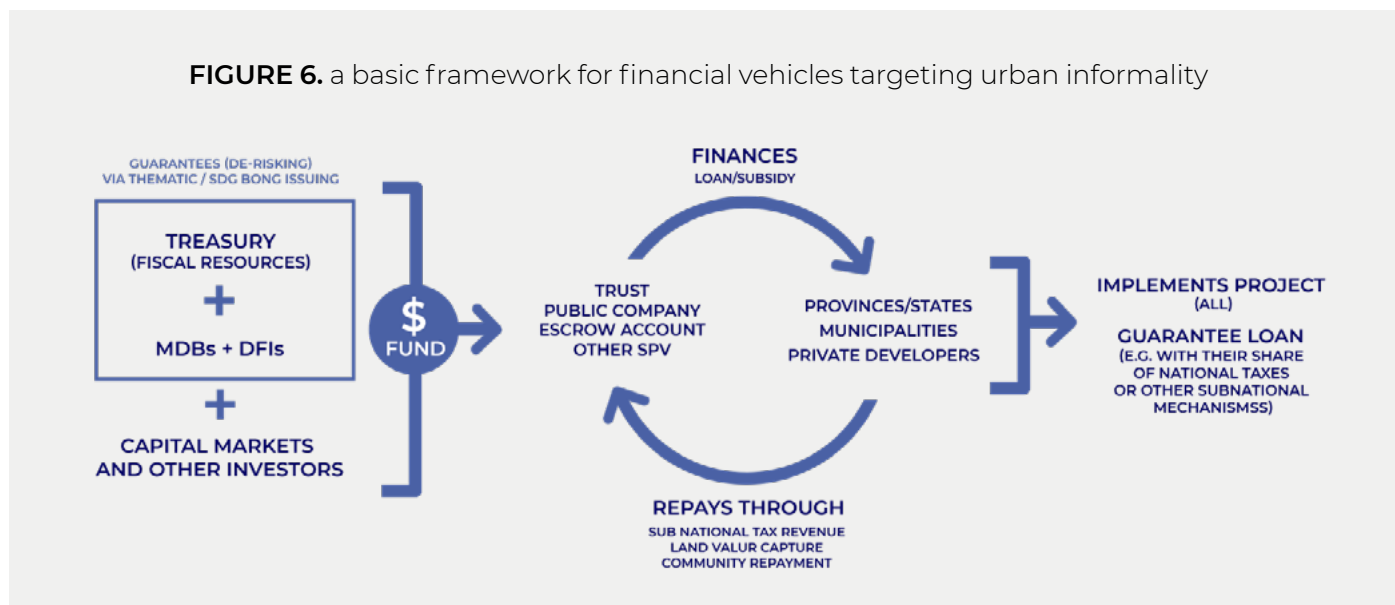 FIGURE 6. a basic framework for financial vehicles targeting urban informality
GUARANTEES (DE-RISKING)
VIA THEMATIC / SDG BONG ISSUING
TREASURY
(FISCAL RESOURCES)
+
MDBs + DFIs
+
CAPITAL MARKETS
AND OTHER INVESTORS
$
FUND
TRUST
PUBLIC COMPANY
ESCROW ACCOUNT
OTHER SPV
FINANCES
LOAN/SUBSIDY
PROVINCES/STATES
MUNICIPALITIES
PRIVATE DEVELOPERS
REPAYS THROUGH
SUB NATIONAL TAX REVENUE
LAND VALUR CAPTURE
COMMUNITY REPAYMENT
IMPLEMENTS PROJECT
(ALL)
GUARANTEE LOAN
(E.G. WITH THEIR SHARE
OF NATIONAL TAXES
OR OTHER SUBNATIONAL
MECHANISMSS)